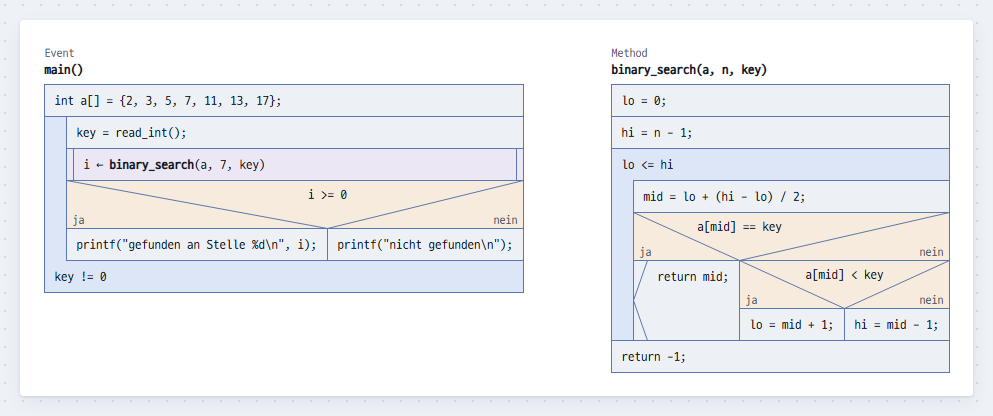 Event
main()
int a[] = {2, 3, 5, 7, 11, 13, 17};
key = read_int();
i ← binary_search(a, 7, key)
i >= 0
ja
nein
printf("gefunden an Stelle %d\n", i);
printf("nicht gefunden\n");
key != 0
Method
binary_search(a, n, key)
lo = 0;
hi = n - 1;
lo <= hi
mid = lo + (hi - lo) / 2;
a[mid] == key
ja
nein
return mid;
a[mid] < key
ja
nein
lo = mid + 1;
hi = mid - 1;
return -1;